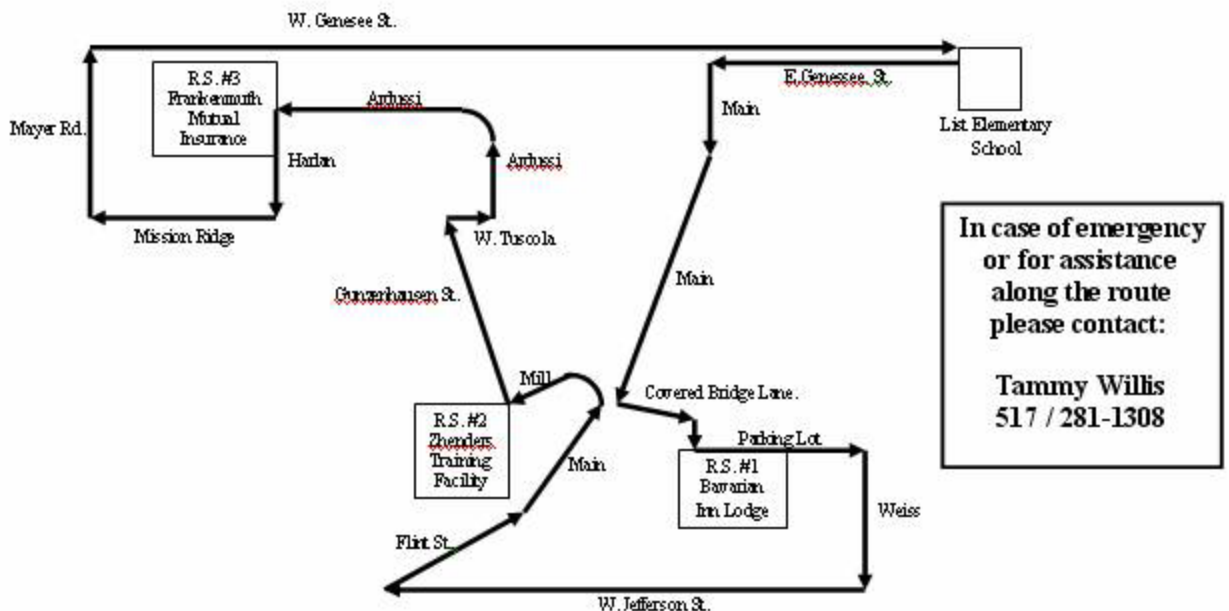 W. Genesee St.
R.S. #3
Frankenmuth
Mutual
Insurance
Ardussi
E.Genessee. St.
Main
List Elementary
School
Mayer Rd.
Harlan
Ardussi
Mission Ridge
W. Tuscola
Gunzenhausen St.
Main
In case of emergency
or for assistance
along the route
please contact:
Tammy Willis
517 / 281-1308
Mill
Covered Bridge Lane.
R.S. #2
Zhenders
Training
Facility
Main
Parking Lot
R.S. #1
Bavarian
Inn Lodge
Weiss
Flint St.
W. Jefferson St.